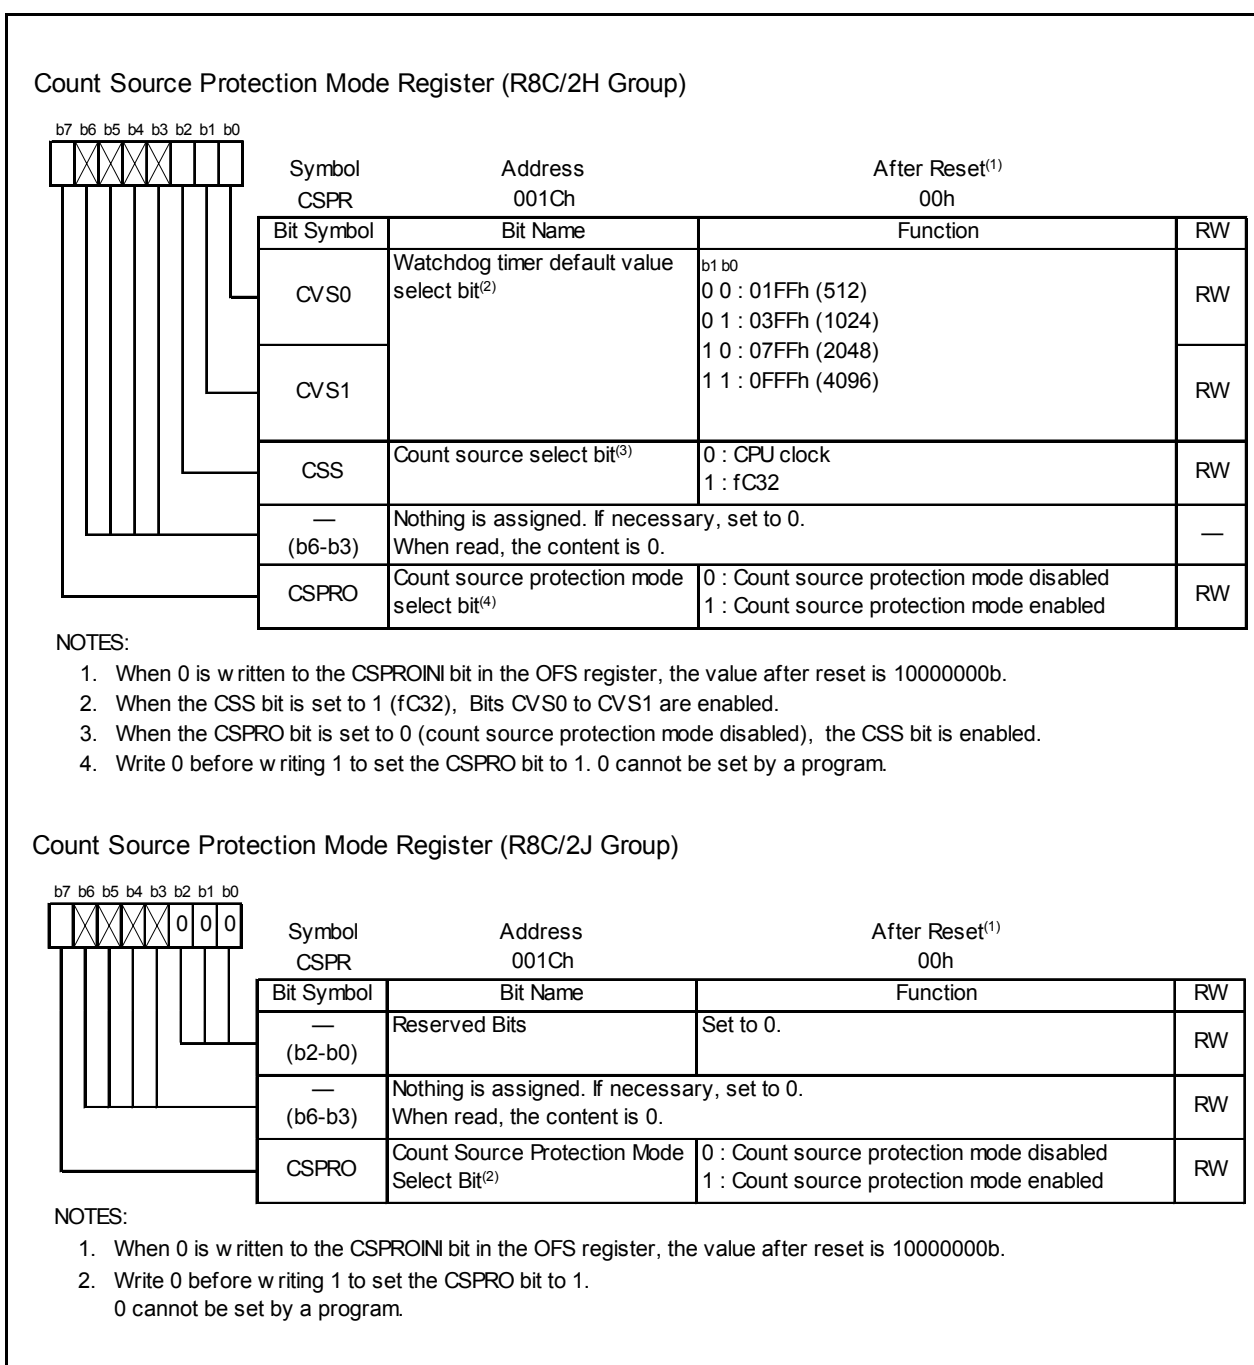 Count Source Protection Mode Register (R8C/2H Group)
b7 b6 b5 b4 b3 b2 b1 b0
Symbol Address After Reset(1)
CSPR 001Ch 00h
Bit Symbol Bit Name Function RW
CVS0 Watchdog timer default value select bit(2) b1 b0
0 0 : 01FFh (512)
0 1 : 03FFh (1024)
1 0 : 07FFh (2048)
1 1 : 0FFFh (4096)
RW
CVS1 RW
CSS Count source select bit(3) 0 : CPU clock
1 : fC32
RW
— (b6-b3) Nothing is assigned. If necessary, set to 0.
When read, the content is 0.
—
CSPRO Count source protection mode select bit(4) 0 : Count source protection mode disabled
1 : Count source protection mode enabled
RW
NOTES:
1. When 0 is written to the CSPROINI bit in the OFS register, the value after reset is 10000000b.
2. When the CSS bit is set to 1 (fC32), Bits CVS0 to CVS1 are enabled.
3. When the CSPRO bit is set to 0 (count source protection mode disabled), the CSS bit is enabled.
4. Write 0 before writing 1 to set the CSPRO bit to 1. 0 cannot be set by a program.
Count Source Protection Mode Register (R8C/2J Group)
b7 b6 b5 b4 b3 b2 b1 b0
0 0 0
Symbol Address After Reset(1)
CSPR 001Ch 00h
Bit Symbol Bit Name Function RW
— (b2-b0) Reserved Bits Set to 0. RW
— (b6-b3) Nothing is assigned. If necessary, set to 0.
When read, the content is 0.
RW
CSPRO Count Source Protection Mode Select Bit(2) 0 : Count source protection mode disabled
1 : Count source protection mode enabled
RW
NOTES:
1. When 0 is written to the CSPROINI bit in the OFS register, the value after reset is 10000000b.
2. Write 0 before writing 1 to set the CSPRO bit to 1.
0 cannot be set by a program.